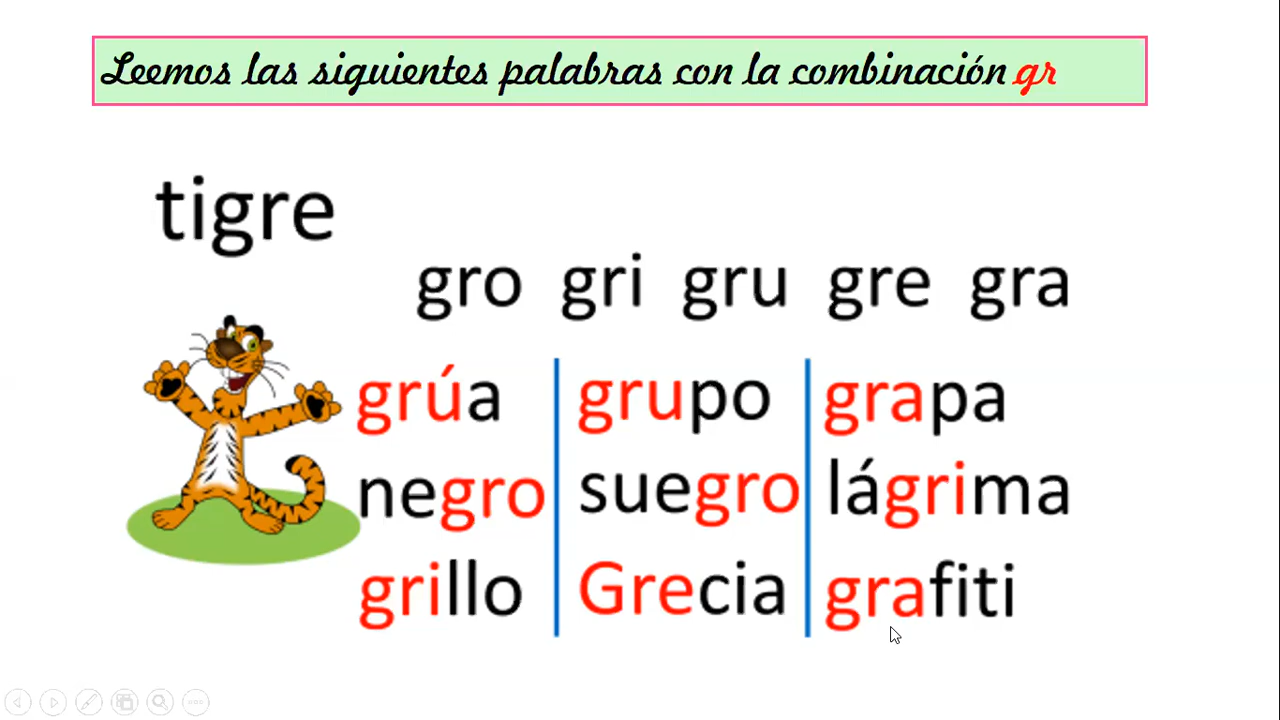 Leemos las siguientes palabras con la combinación gr
tigre
gro gri gru gre gra
grúa grupo grapa
negro suegro lágrima
grillo Grecia grafiti